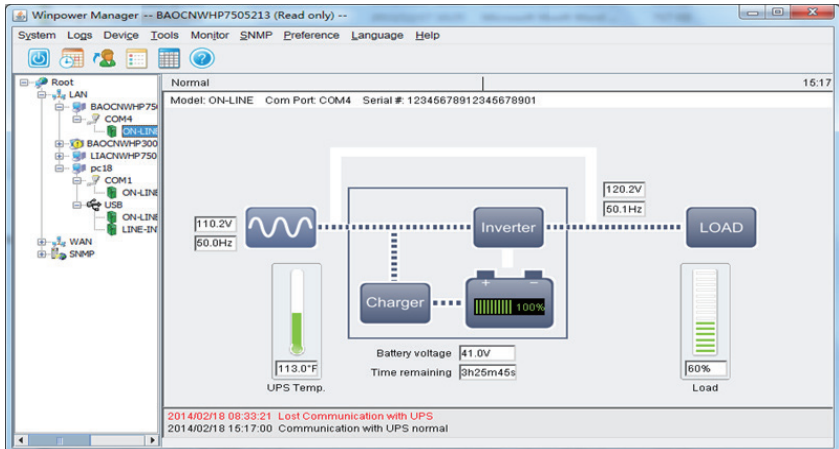 Winpower Manager -- BAOCNWHP7505213 (Read only) --
System Logs Device Tools Monitor SNMP Preference Language Help
Root
LAN
BAOCNWHP75
COM4
ON-LINE
BAOCNWHP300
LIACNWHP750
pc18
COM1
ON-LINE
USB
ON-LINE
LINE-IN
WAN
SNMP
Normal 15:17
Model: ON-LINE Com Port: COM4 Serial #: 12345678912345678901
110.2V
50.0Hz
Inverter
120.2V
50.1Hz
LOAD
Charger
+ −
100%
Battery voltage 41.0V
Time remaining 3h25m45s
113.0°F
UPS Temp.
60%
Load
2014/02/18 08:33:21 Lost Communication with UPS
2014/02/18 15:17:00 Communication with UPS normal